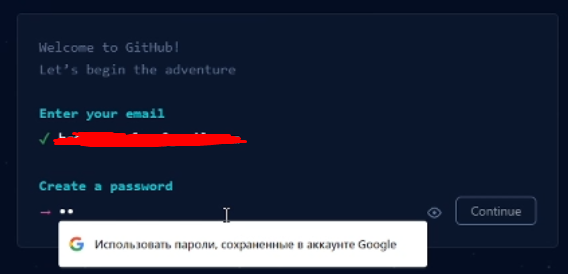 Welcome to GitHub!
Let's begin the adventure
Enter your email
Create a password
Continue
Использовать пароли, сохраненные в аккаунте Google